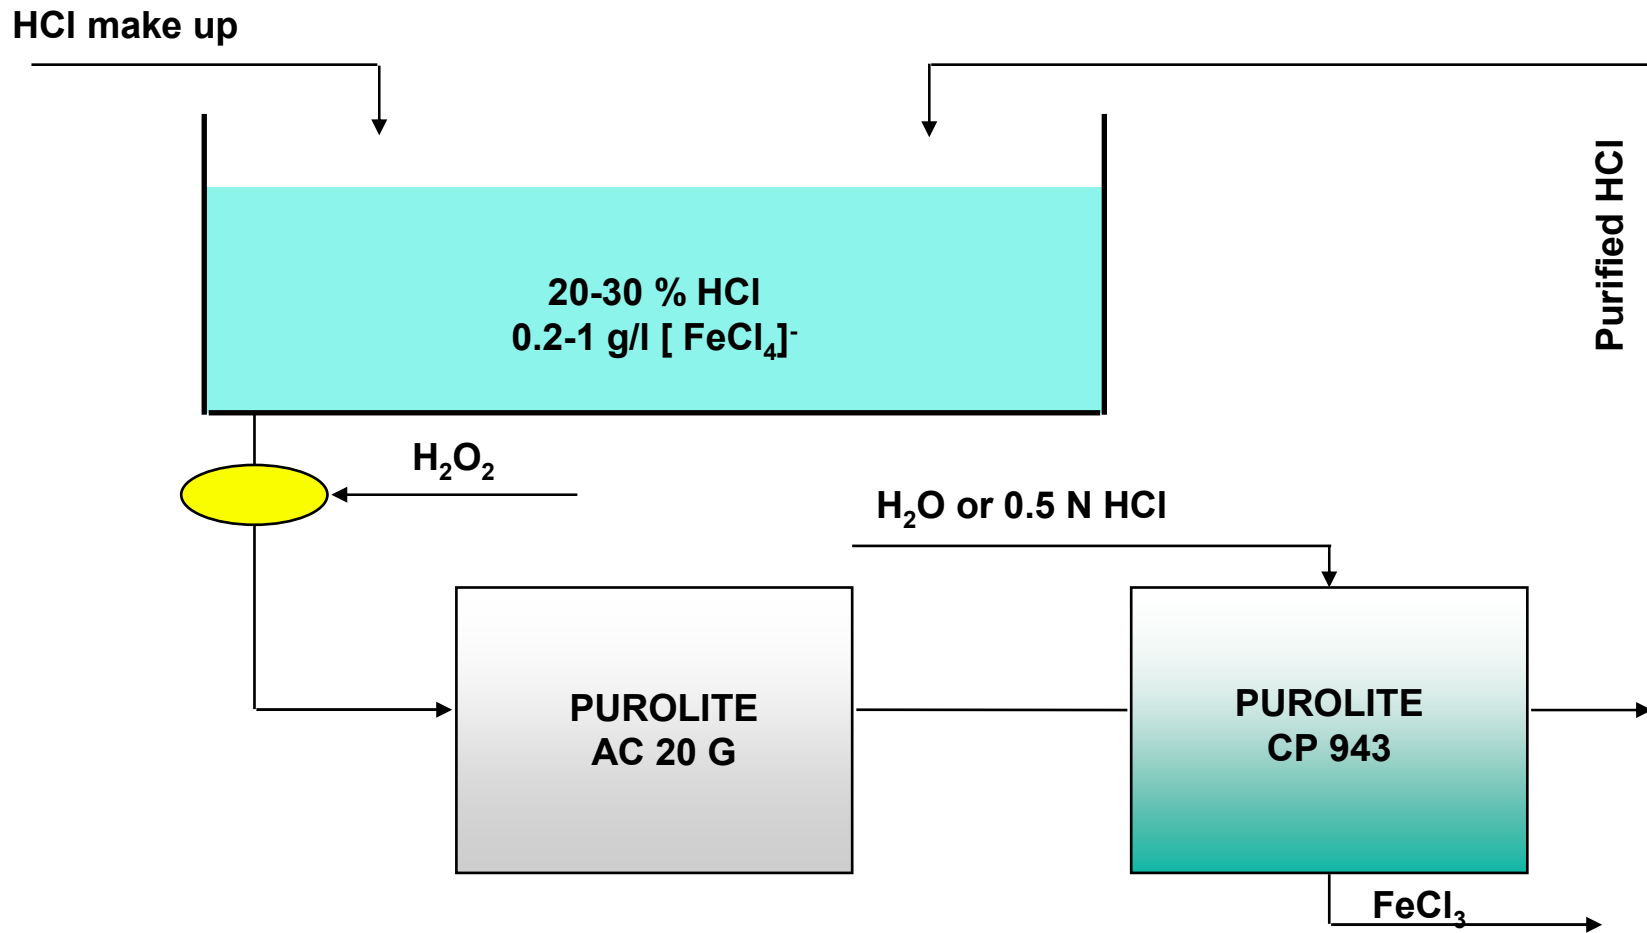 HCl make up
Purified HCl
20-30 % HCl
0.2-1 g/l [ FeCl₄]⁻
H₂O₂
H₂O or 0.5 N HCl
PUROLITE
AC 20 G
PUROLITE
CP 943
FeCl₃